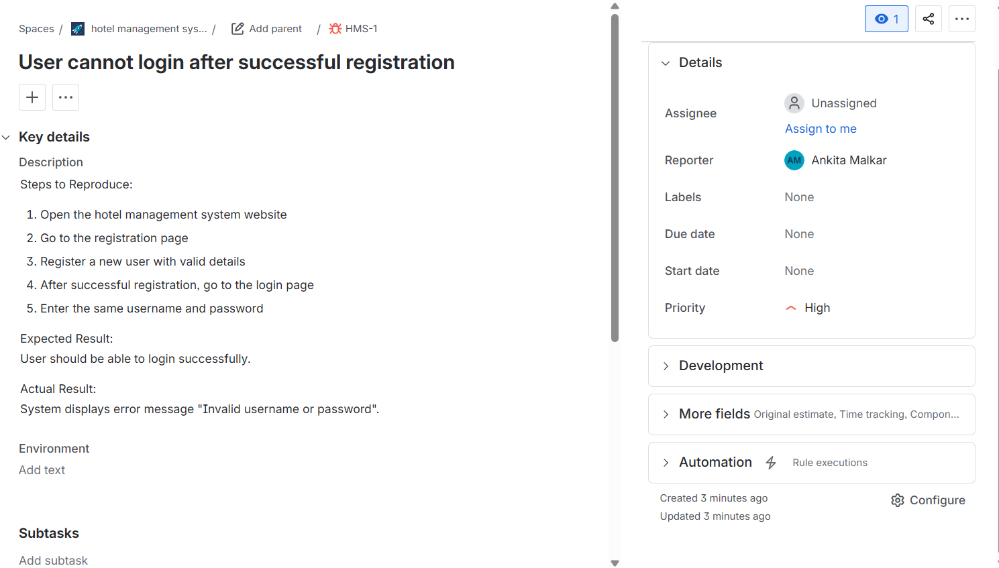 Spaces / hotel management sys... / Add parent / HMS-1
User cannot login after successful registration
Key details
Description
Steps to Reproduce:
1. Open the hotel management system website
2. Go to the registration page
3. Register a new user with valid details
4. After successful registration, go to the login page
5. Enter the same username and password
Expected Result:
User should be able to login successfully.
Actual Result:
System displays error message "Invalid username or password".
Environment
Add text
Subtasks
Add subtask
1
Details
Assignee
Unassigned
Assign to me
Reporter
AM Ankita Malkar
Labels
None
Due date
None
Start date
None
Priority
High
Development
More fields Original estimate, Time tracking, Compon...
Automation Rule executions
Created 3 minutes ago
Updated 3 minutes ago
Configure